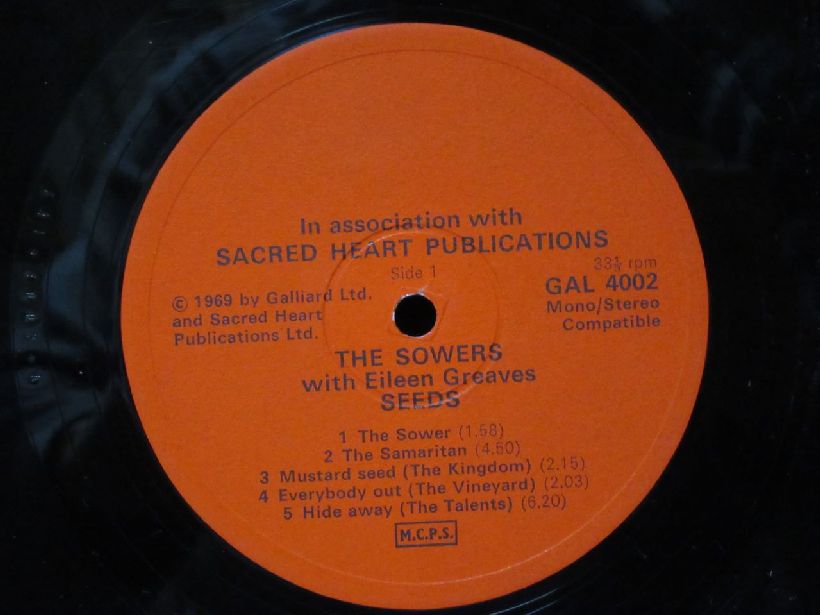 In association with
SACRED HEART PUBLICATIONS
Side 1
33⅓ rpm
GAL 4002
Mono/Stereo
Compatible
© 1969 by Galliard Ltd.
and Sacred Heart
Publications Ltd.
THE SOWERS
with Eileen Greaves
SEEDS
1 The Sower (1.58)
2 The Samaritan (4.50)
3 Mustard seed (The Kingdom) (2.15)
4 Everybody out (The Vineyard) (2.03)
5 Hide away (The Talents) (6.20)
M.C.P.S.